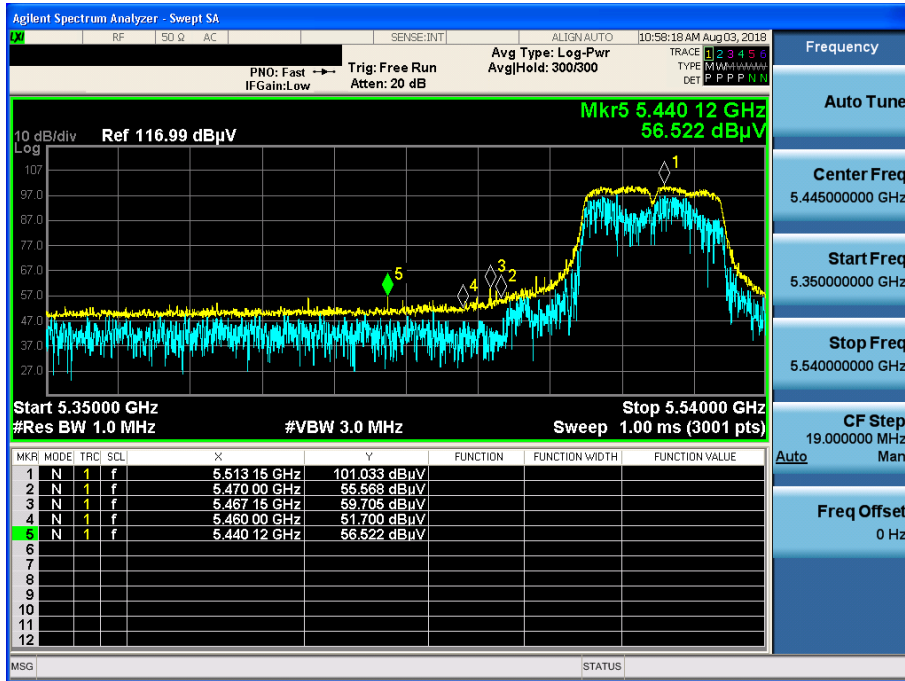 Agilent Spectrum Analyzer - Swept SA
LXI RF 50 Ω AC SENSE:INT ALIGN AUTO 10:58:18 AM Aug 03, 2018
Frequency
PNO: Fast Trig: Free Run Avg Type: Log-Pwr TRACE 1 2 3 4 5 6
IFGain:Low Atten: 20 dB Avg|Hold: 300/300 TYPE M
DET P P P P N N
Auto Tune
Mkr5 5.440 12 GHz
10 dB/div Ref 116.99 dBµV 56.522 dBµV
Log
107
97.0
87.0
77.0
67.0
57.0
47.0
37.0
27.0
1
5
4
3
2
Start 5.35000 GHz Stop 5.54000 GHz
#Res BW 1.0 MHz #VBW 3.0 MHz Sweep 1.00 ms (3001 pts)
Center Freq
5.445000000 GHz
Start Freq
5.350000000 GHz
Stop Freq
5.540000000 GHz
CF Step
19.000000 MHz
Auto Man
Freq Offset
0 Hz
MKR MODE TRC SCL X Y FUNCTION FUNCTION WIDTH FUNCTION VALUE
1 N 1 f 5.513 15 GHz 101.033 dBµV
2 N 1 f 5.470 00 GHz 55.568 dBµV
3 N 1 f 5.467 15 GHz 59.705 dBµV
4 N 1 f 5.460 00 GHz 51.700 dBµV
5 N 1 f 5.440 12 GHz 56.522 dBµV
6
7
8
9
10
11
12
MSG STATUS